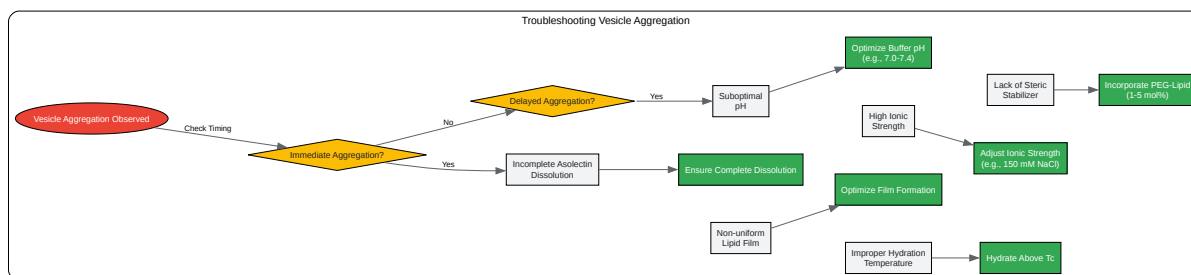 Troubleshooting Vesicle Aggregation
Vesicle Aggregation Observed
Check Timing
Immediate Aggregation?
No
Yes
Delayed Aggregation?
Yes
Suboptimal
pH
Optimize Buffer pH
(e.g., 7.0-7.4)
Incomplete Asolectin
Dissolution
Ensure Complete Dissolution
Lack of Steric
Stabilizer
Incorporate PEG-Lipid
(1-5 mol%)
High Ionic
Strength
Adjust Ionic Strength
(e.g., 150 mM NaCl)
Non-uniform
Lipid Film
Optimize Film Formation
Improper Hydration
Temperature
Hydrate Above Tc